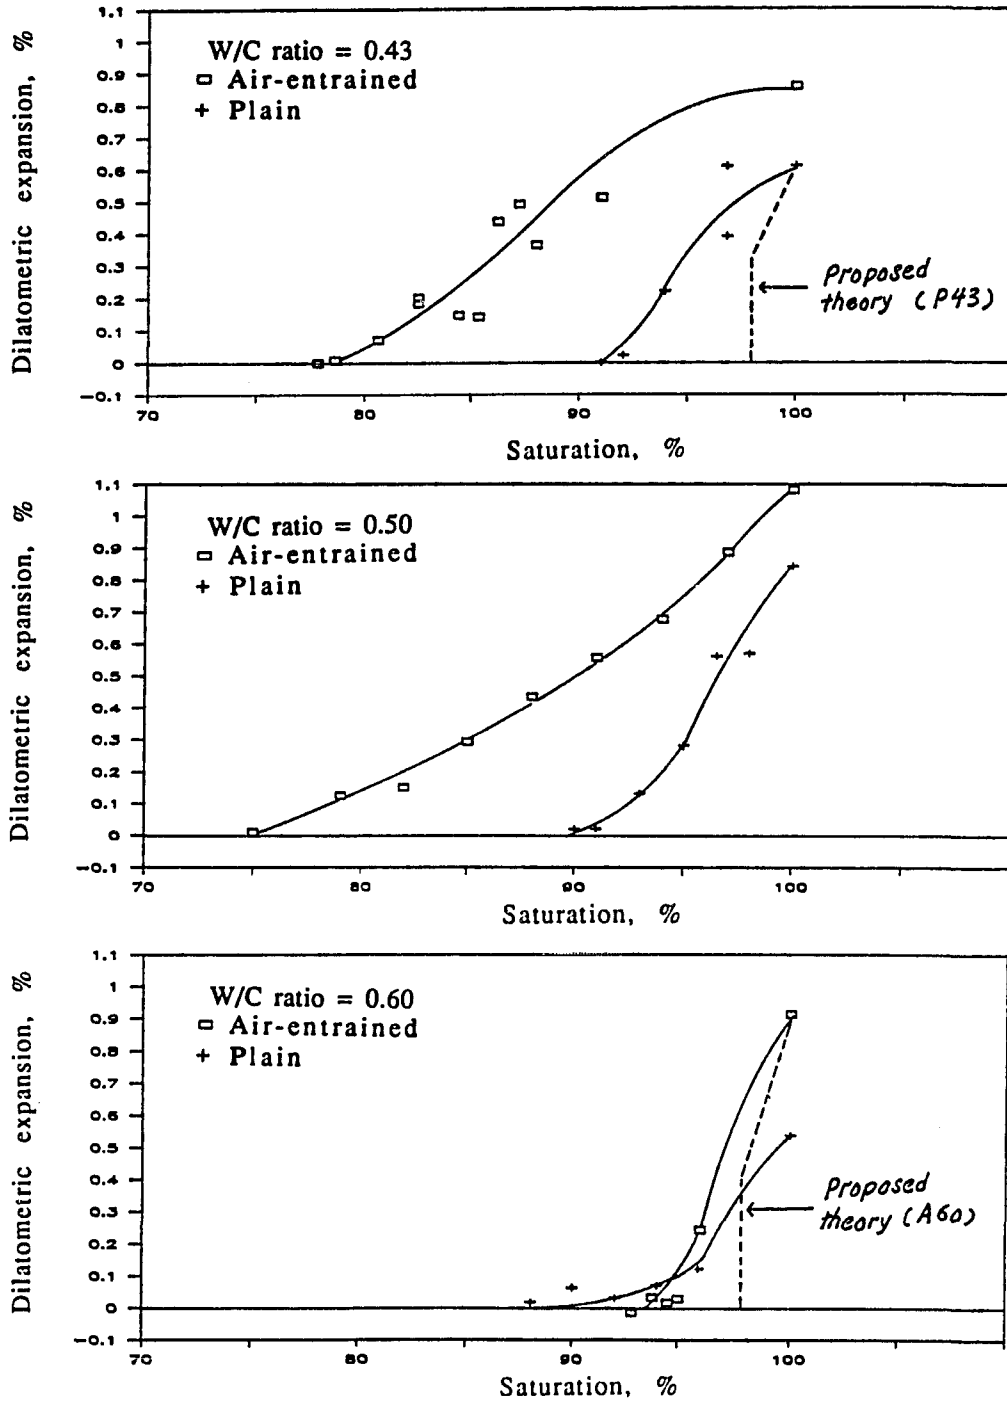 Dilatometric expansion, %
1.1
1
0.9
0.8
0.7
0.6
0.5
0.4
0.3
0.2
0.1
0
−0.1
W/C ratio = 0.43
Air-entrained
+ Plain
Proposed
theory (P43)
70
80
90
100
Saturation, %
Dilatometric expansion, %
1.1
1
0.9
0.8
0.7
0.6
0.5
0.4
0.3
0.2
0.1
0
−0.1
W/C ratio = 0.50
Air-entrained
+ Plain
70
80
90
100
Saturation, %
Dilatometric expansion, %
1.1
1
0.9
0.8
0.7
0.6
0.5
0.4
0.3
0.2
0.1
0
−0.1
W/C ratio = 0.60
Air-entrained
+ Plain
Proposed
theory (A60)
70
80
90
100
Saturation, %